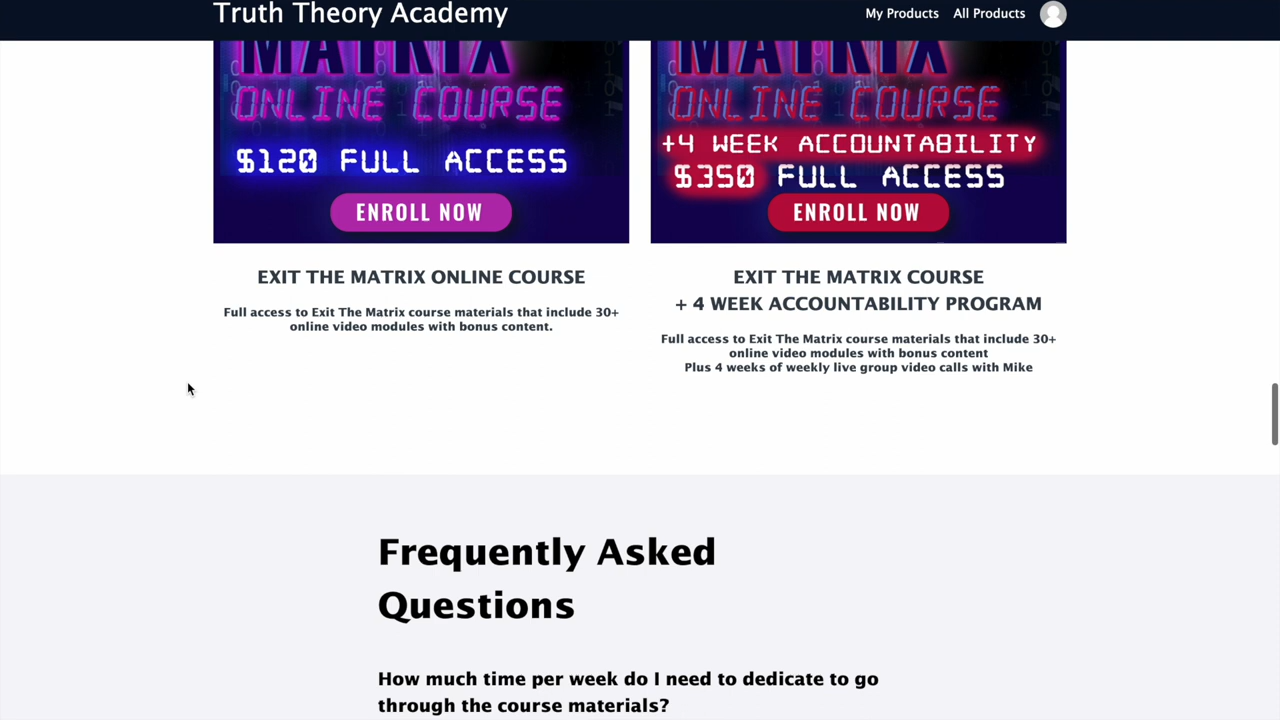 Truth Theory Academy
My Products
All Products
MATRIX
ONLINE COURSE
$120 FULL ACCESS
ENROLL NOW
MATRIX
ONLINE COURSE
+4 WEEK ACCOUNTABILITY
$350 FULL ACCESS
ENROLL NOW
EXIT THE MATRIX ONLINE COURSE
Full access to Exit The Matrix course materials that include 30+
online video modules with bonus content.
EXIT THE MATRIX COURSE
+ 4 WEEK ACCOUNTABILITY PROGRAM
Full access to Exit The Matrix course materials that include 30+
online video modules with bonus content
Plus 4 weeks of weekly live group video calls with Mike
Frequently Asked
Questions
How much time per week do I need to dedicate to go
through the course materials?